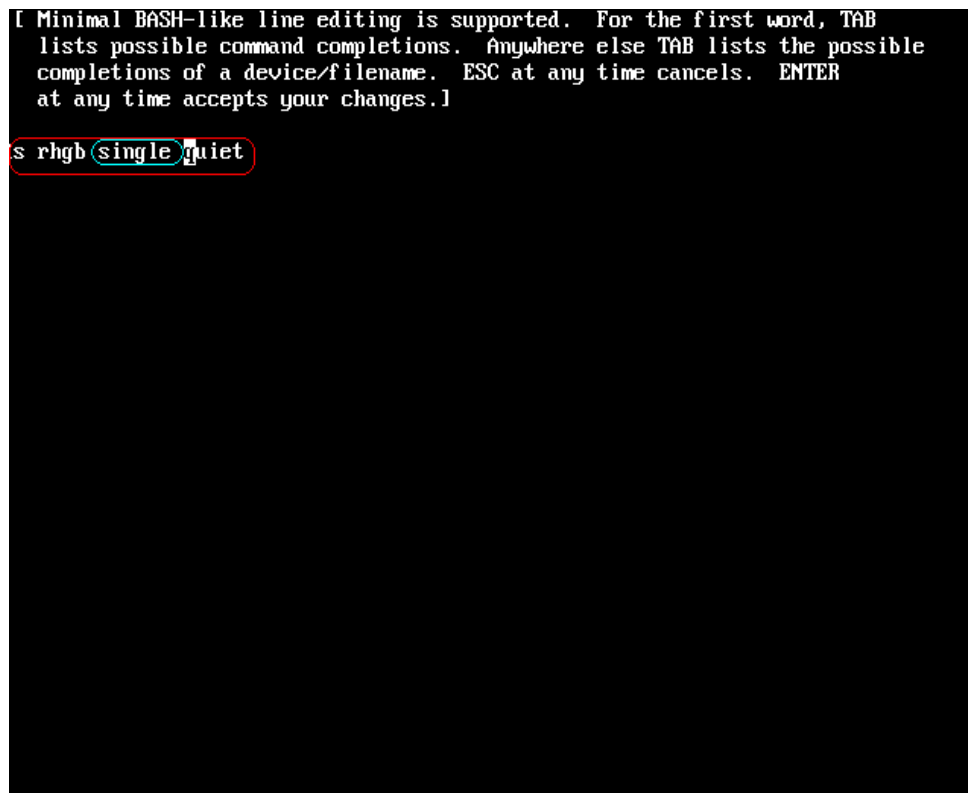 [ Minimal BASH-like line editing is supported. For the first word, TAB
lists possible command completions. Anywhere else TAB lists the possible
completions of a device/filename. ESC at any time cancels. ENTER
at any time accepts your changes.]
s rhgb single quiet